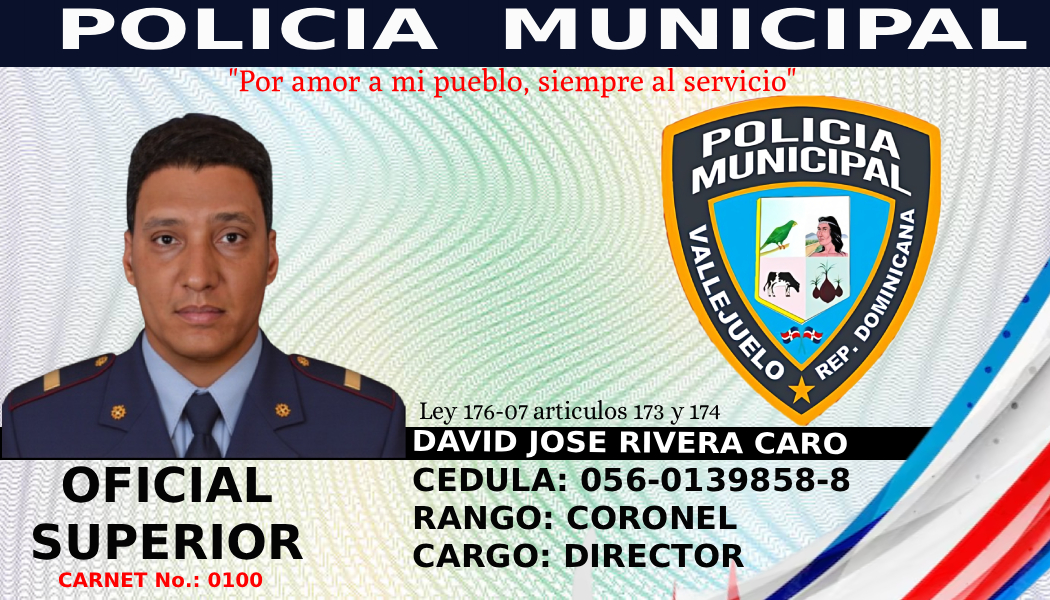 POLICIA MUNICIPAL
"Por amor a mi pueblo, siempre al servicio"
POLICIA
MUNICIPAL
VALLEJUELO
REP. DOMINICANA
Ley 176-07 articulos 173 y 174
DAVID JOSE RIVERA CARO
CEDULA: 056-0139858-8
RANGO: CORONEL
CARGO: DIRECTOR
OFICIAL
SUPERIOR
CARNET No.: 0100